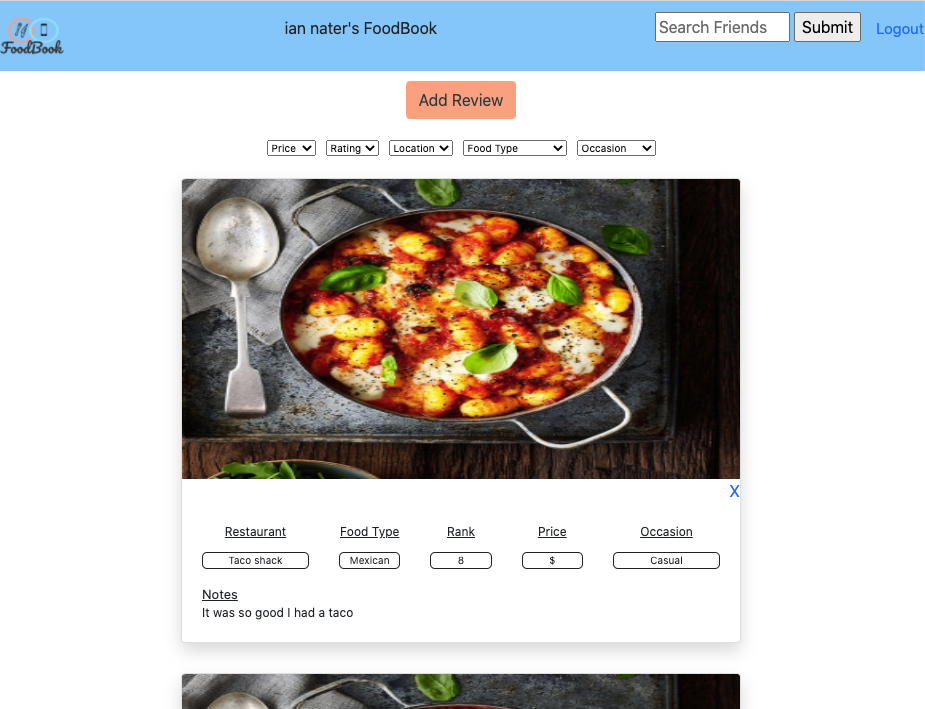 FoodBook
ian nater's FoodBook
Search Friends
Submit
Logout
Add Review
Price
Rating
Location
Food Type
Occasion
X
Restaurant
Food Type
Rank
Price
Occasion
Taco shack
Mexican
8
$
Casual
Notes
It was so good I had a taco